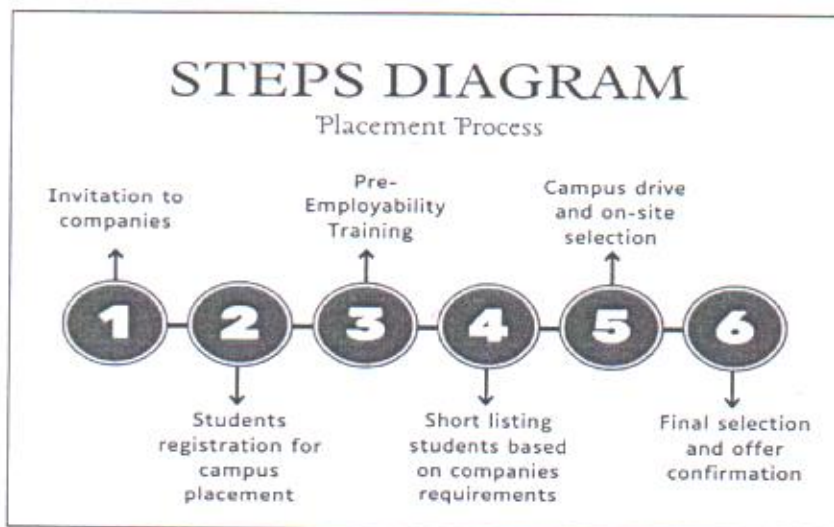 STEPS DIAGRAM
Placement Process
Invitation to
companies
Pre-
Employability
Training
Campus drive
and on-site
selection
1 2 3 4 5 6
Students
registration for
campus
placement
Short listing
students based
on companies
requirements
Final selection
and offer
confirmation